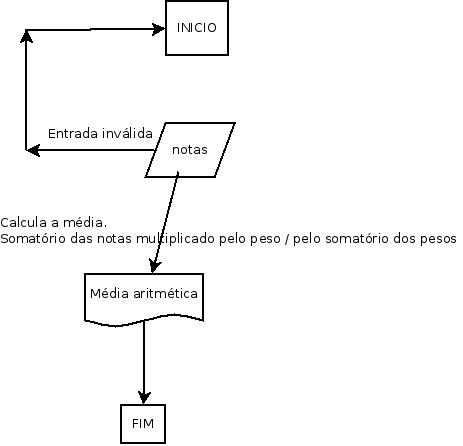 INICIO
Entrada inválida
notas
Calcula a média.
Somatório das notas multiplicado pelo peso / pelo somatório dos pesos
Média aritmética
FIM